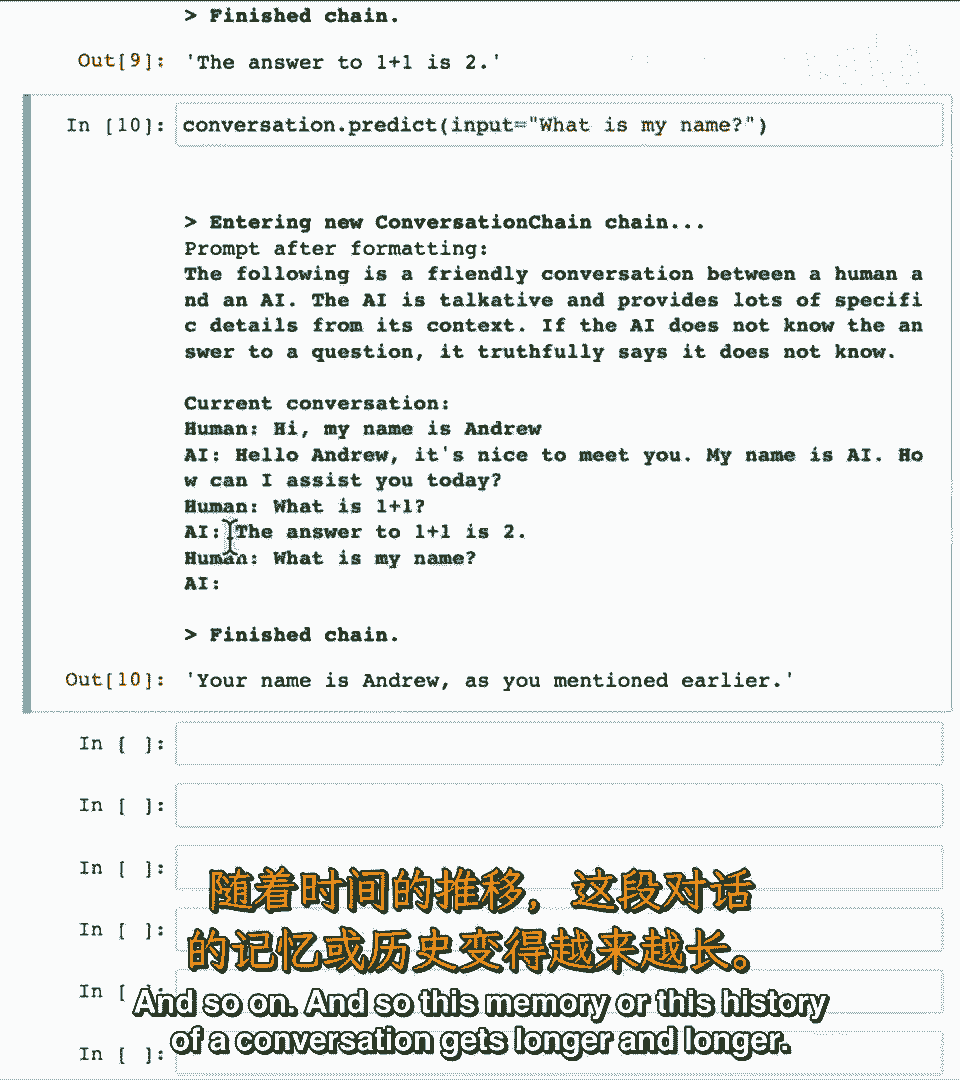 > Finished chain.
Out[9]: 'The answer to 1+1 is 2.'
In [10]: conversation.predict(input="What is my name?")
> Entering new ConversationChain chain...
Prompt after formatting:
The following is a friendly conversation between a human a
nd an AI. The AI is talkative and provides lots of specifi
c details from its context. If the AI does not know the an
swer to a question, it truthfully says it does not know.
Current conversation:
Human: Hi, my name is Andrew
AI: Hello Andrew, it's nice to meet you. My name is AI. Ho
w can I assist you today?
Human: What is 1+1?
AI: The answer to 1+1 is 2.
Human: What is my name?
AI:
> Finished chain.
Out[10]: 'Your name is Andrew, as you mentioned earlier.'
In [ ]:
In [ ]:
In [ ]:
In [ ]:
In [ ]:
In [ ]:
随着时间的推移，这段对话
的记忆或历史变得越来越长。
And so on. And so this memory or this history
of a conversation gets longer and longer.